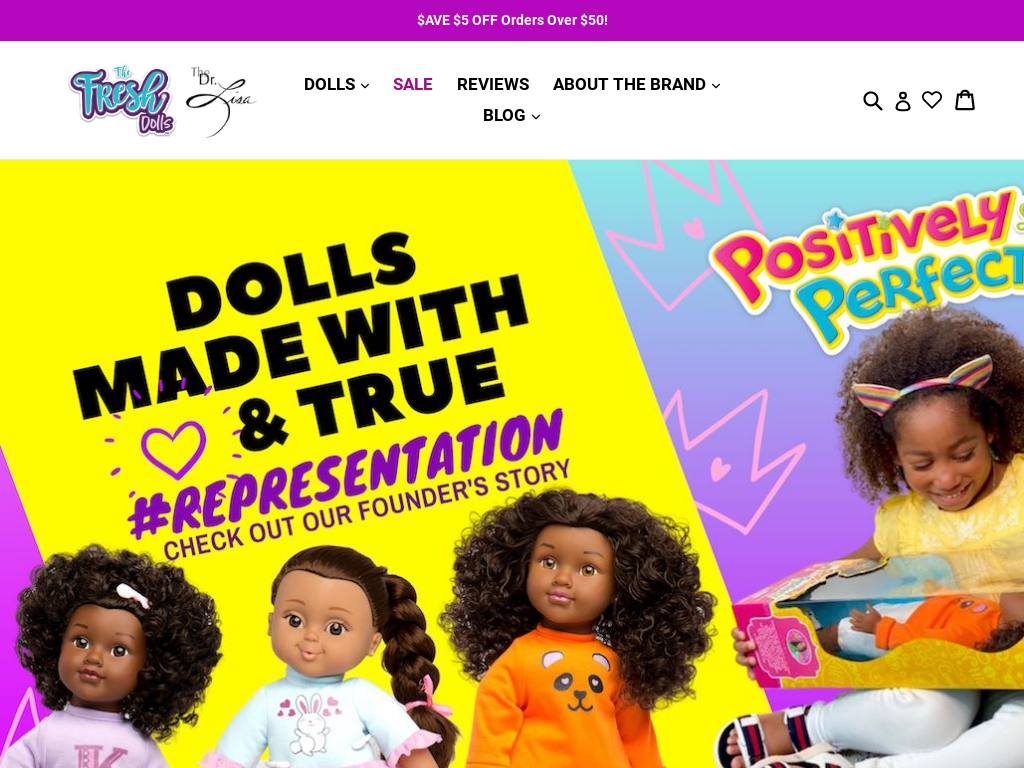 $AVE $5 OFF Orders Over $50!
The
Fresh
Dolls
The
Dr.
Lisa
DOLLS
SALE
REVIEWS
ABOUT THE BRAND
BLOG
DOLLS
MADE WITH
& TRUE
#REPRESENTATION
CHECK OUT OUR FOUNDER'S STORY
POSITIVELY
PERFECT
K